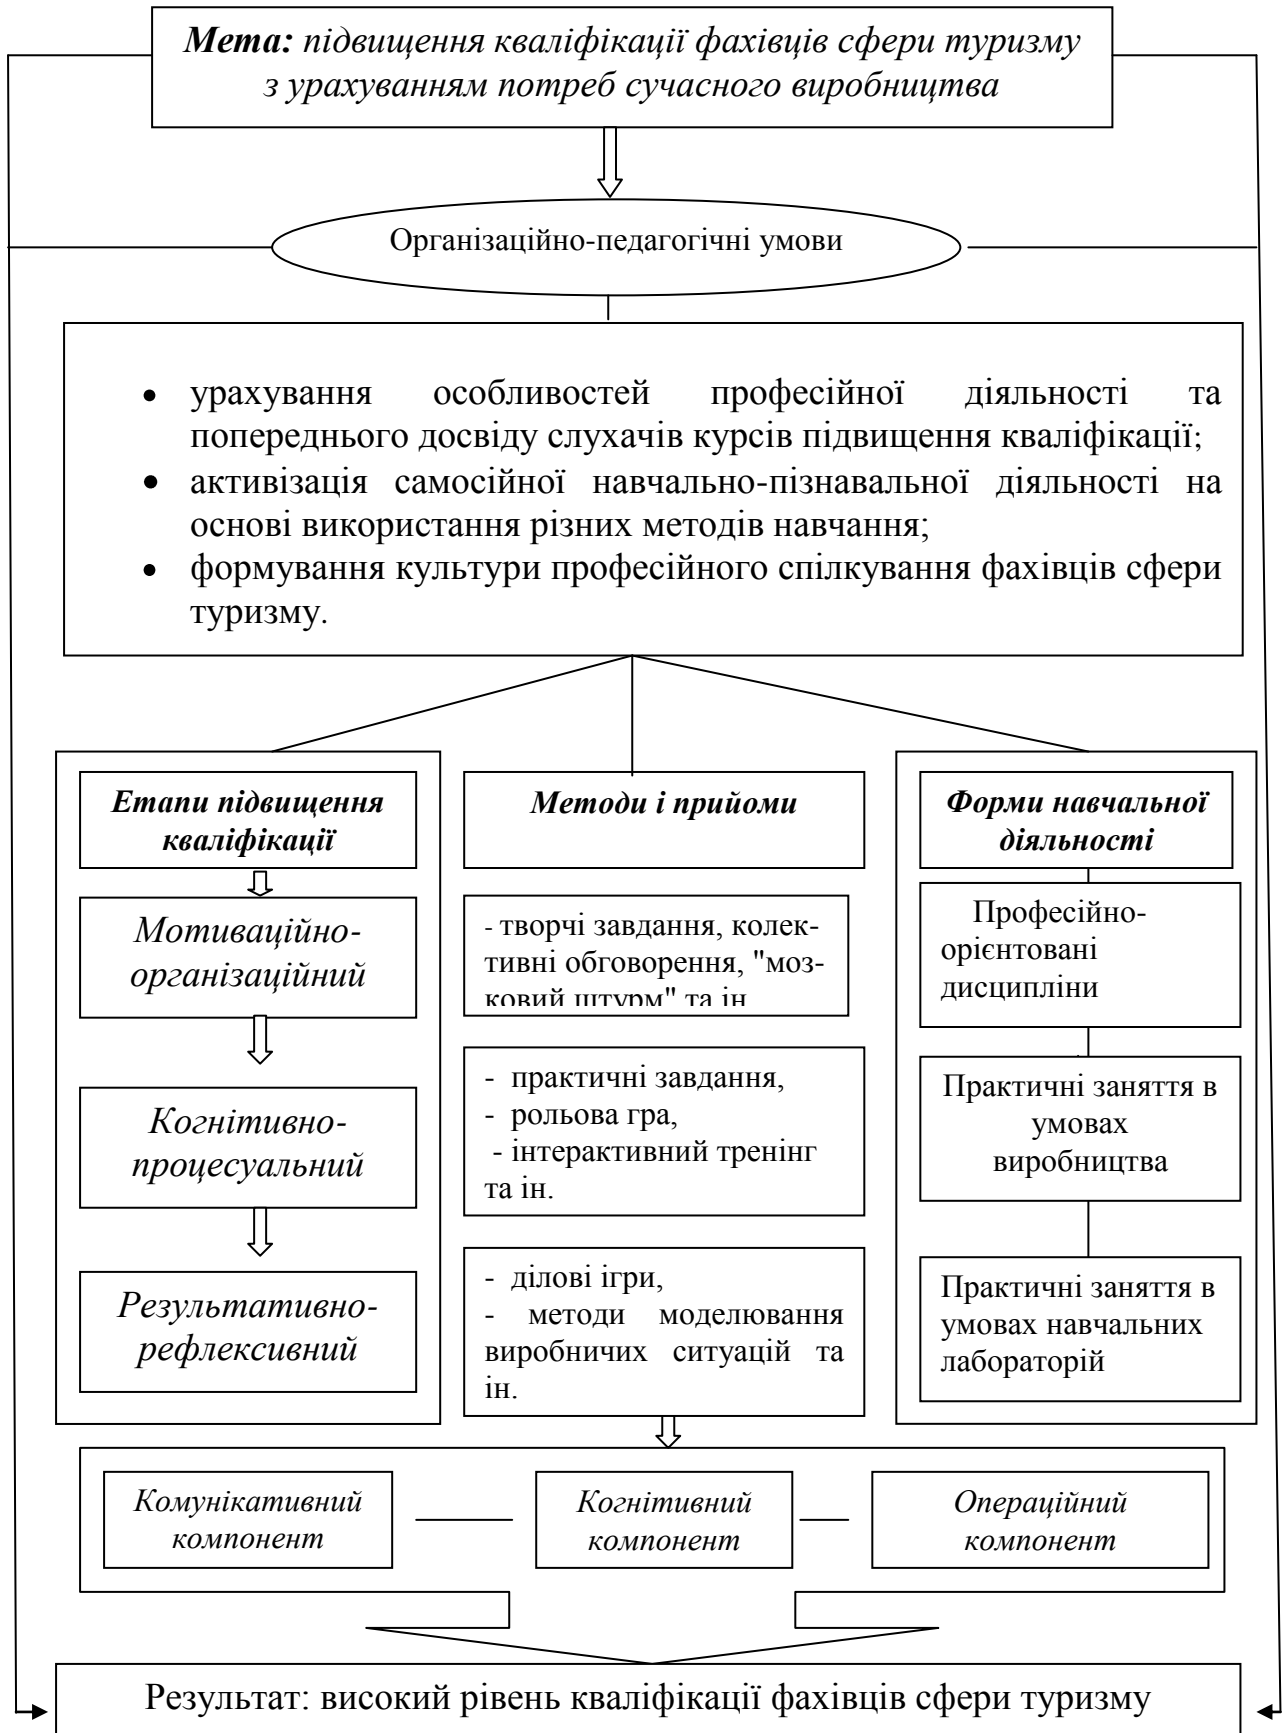 Мета: підвищення кваліфікації фахівців сфери туризму
з урахуванням потреб сучасного виробництва
Організаційно-педагогічні умови
• урахування особливостей професійної діяльності та
попереднього досвіду слухачів курсів підвищення кваліфікації;
• активізація самосійної навчально-пізнавальної діяльності на
основі використання різних методів навчання;
• формування культури професійного спілкування фахівців сфери
туризму.
Етапи підвищення
кваліфікації
Мотиваційно-
організаційний
Когнітивно-
процесуальний
Результативно-
рефлексивний
Методи і прийоми
- творчі завдання, колек-
тивні обговорення, "моз-
ковий штурм" та ін
- практичні завдання,
- рольова гра,
- інтерактивний тренінг
та ін.
- ділові ігри,
- методи моделювання
виробничих ситуацій та
ін.
Форми навчальної
діяльності
Професійно-
орієнтовані
дисципліни
Практичні заняття в
умовах
виробництва
Практичні заняття в
умовах навчальних
лабораторій
Комунікативний
компонент
Когнітивний
компонент
Операційний
компонент
Результат: високий рівень кваліфікації фахівців сфери туризму